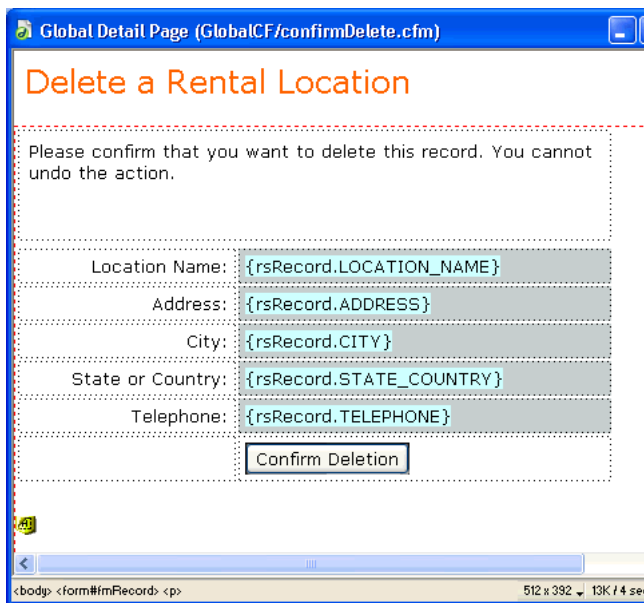 Global Detail Page (GlobalCF/confirmDelete.cfm)
Delete a Rental Location
Please confirm that you want to delete this record. You cannot
undo the action.
Location Name: {rsRecord.LOCATION_NAME}
Address: {rsRecord.ADDRESS}
City: {rsRecord.CITY}
State or Country: {rsRecord.STATE_COUNTRY}
Telephone: {rsRecord.TELEPHONE}
Confirm Deletion
<body> <form#fmRecord> <p> 512 x 392 13K / 4 sec